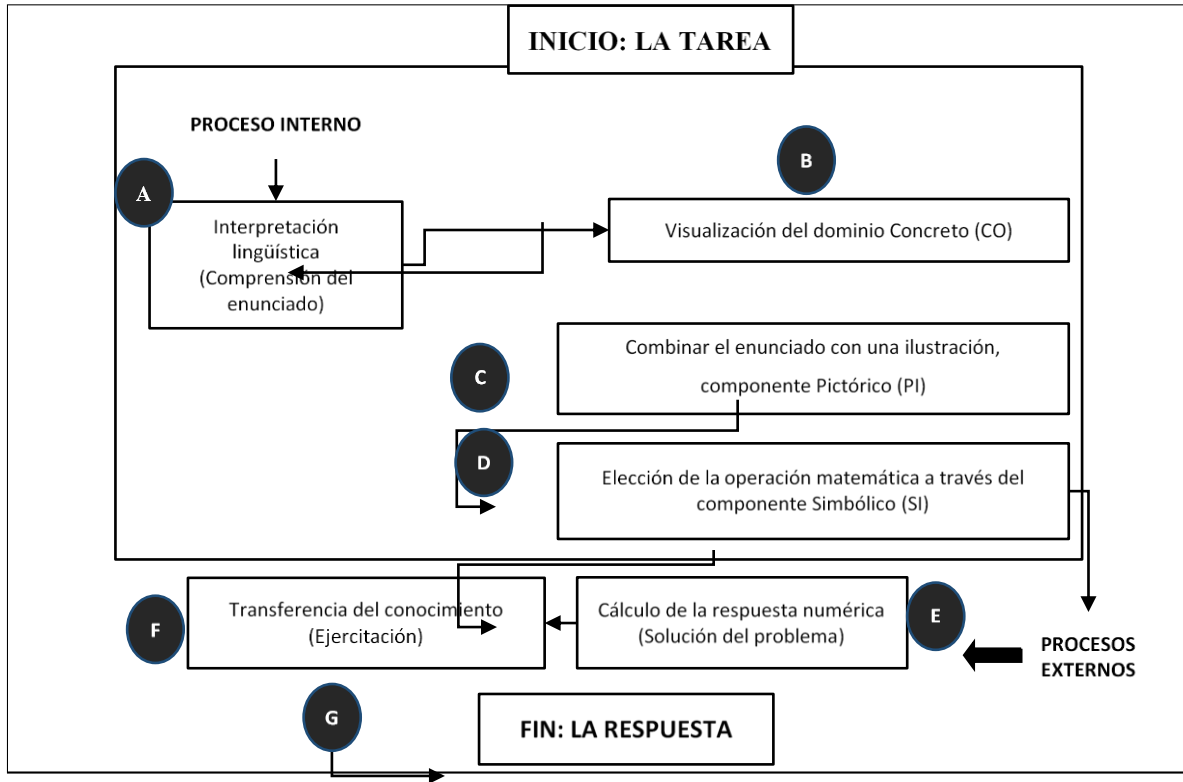 INICIO: LA TAREA
PROCESO INTERNO
A
B
Interpretación
lingüística
(Comprensión del
enunciado)
Visualización del dominio Concreto (CO)
C
Combinar el enunciado con una ilustración,
componente Pictórico (PI)
D
Elección de la operación matemática a través del
componente Simbólico (SI)
F
Transferencia del conocimiento
(Ejercitación)
Cálculo de la respuesta numérica
(Solución del problema)
E
PROCESOS
EXTERNOS
G
FIN: LA RESPUESTA